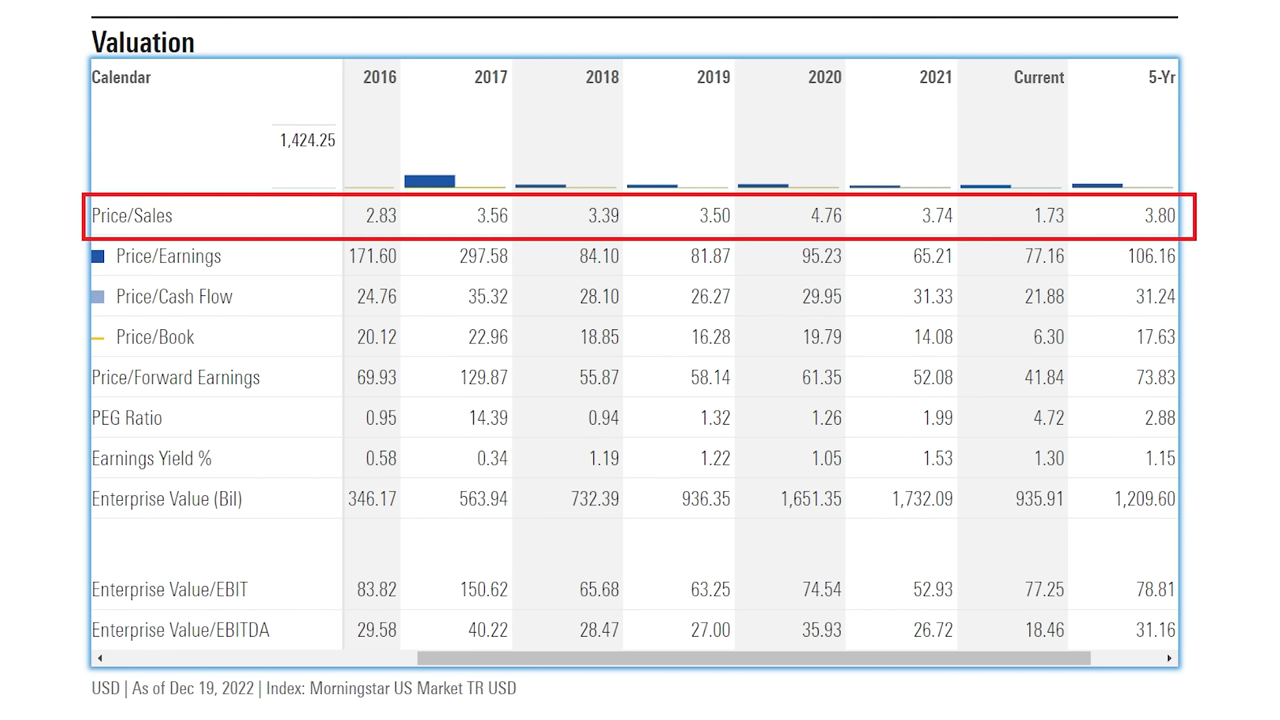 Valuation
Calendar 2016 2017 2018 2019 2020 2021 Current 5-Yr
1,424.25
Price/Sales 2.83 3.56 3.39 3.50 4.76 3.74 1.73 3.80
Price/Earnings 171.60 297.58 84.10 81.87 95.23 65.21 77.16 106.16
Price/Cash Flow 24.76 35.32 28.10 26.27 29.95 31.33 21.88 31.24
Price/Book 20.12 22.96 18.85 16.28 19.79 14.08 6.30 17.63
Price/Forward Earnings 69.93 129.87 55.87 58.14 61.35 52.08 41.84 73.83
PEG Ratio 0.95 14.39 0.94 1.32 1.26 1.99 4.72 2.88
Earnings Yield % 0.58 0.34 1.19 1.22 1.05 1.53 1.30 1.15
Enterprise Value (Bil) 346.17 563.94 732.39 936.35 1,651.35 1,732.09 935.91 1,209.60
Enterprise Value/EBIT 83.82 150.62 65.68 63.25 74.54 52.93 77.25 78.81
Enterprise Value/EBITDA 29.58 40.22 28.47 27.00 35.93 26.72 18.46 31.16
USD | As of Dec 19, 2022 | Index: Morningstar US Market TR USD